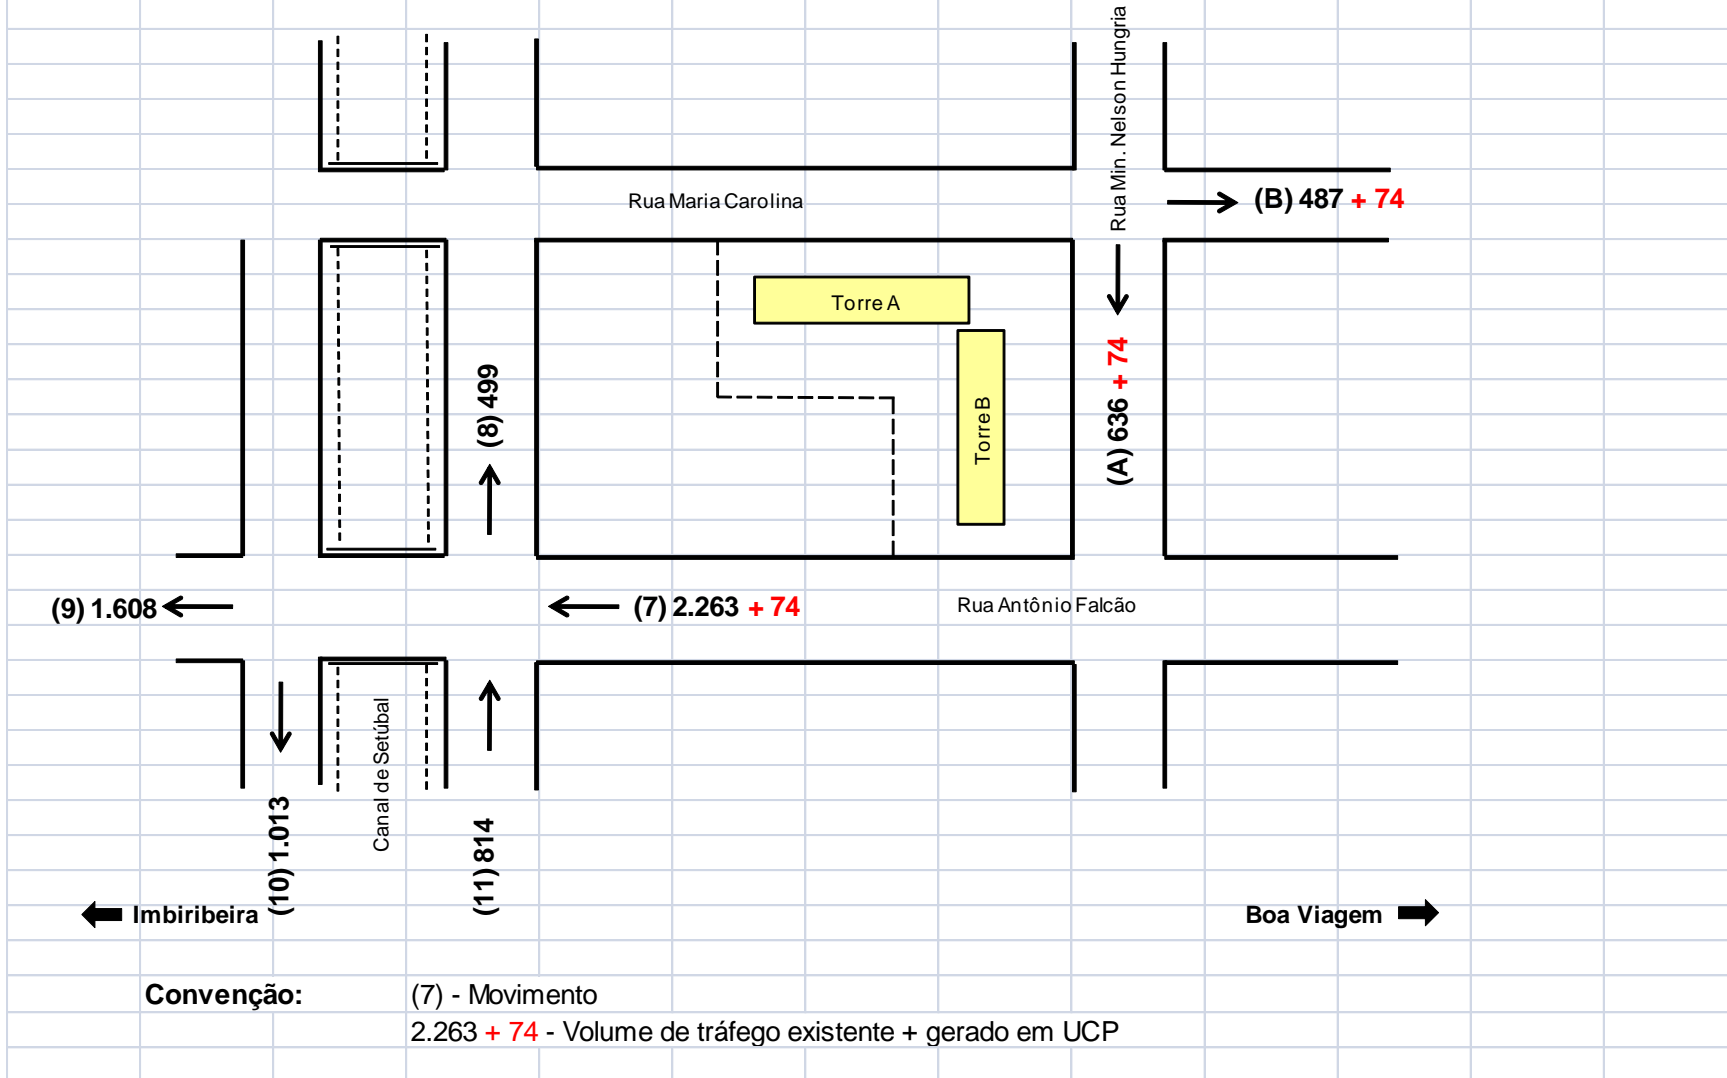 Rua Min. Nelson Hungria
Rua Maria Carolina
(B) 487 + 74
Torre A
Torre B
(A) 636 + 74
(8) 499
(9) 1.608
(7) 2.263 + 74
Rua Antônio Falcão
Canal de Setúbal
(10) 1.013
(11) 814
Imbiribeira
Boa Viagem
Convenção: (7) - Movimento
2.263 + 74 - Volume de tráfego existente + gerado em UCP